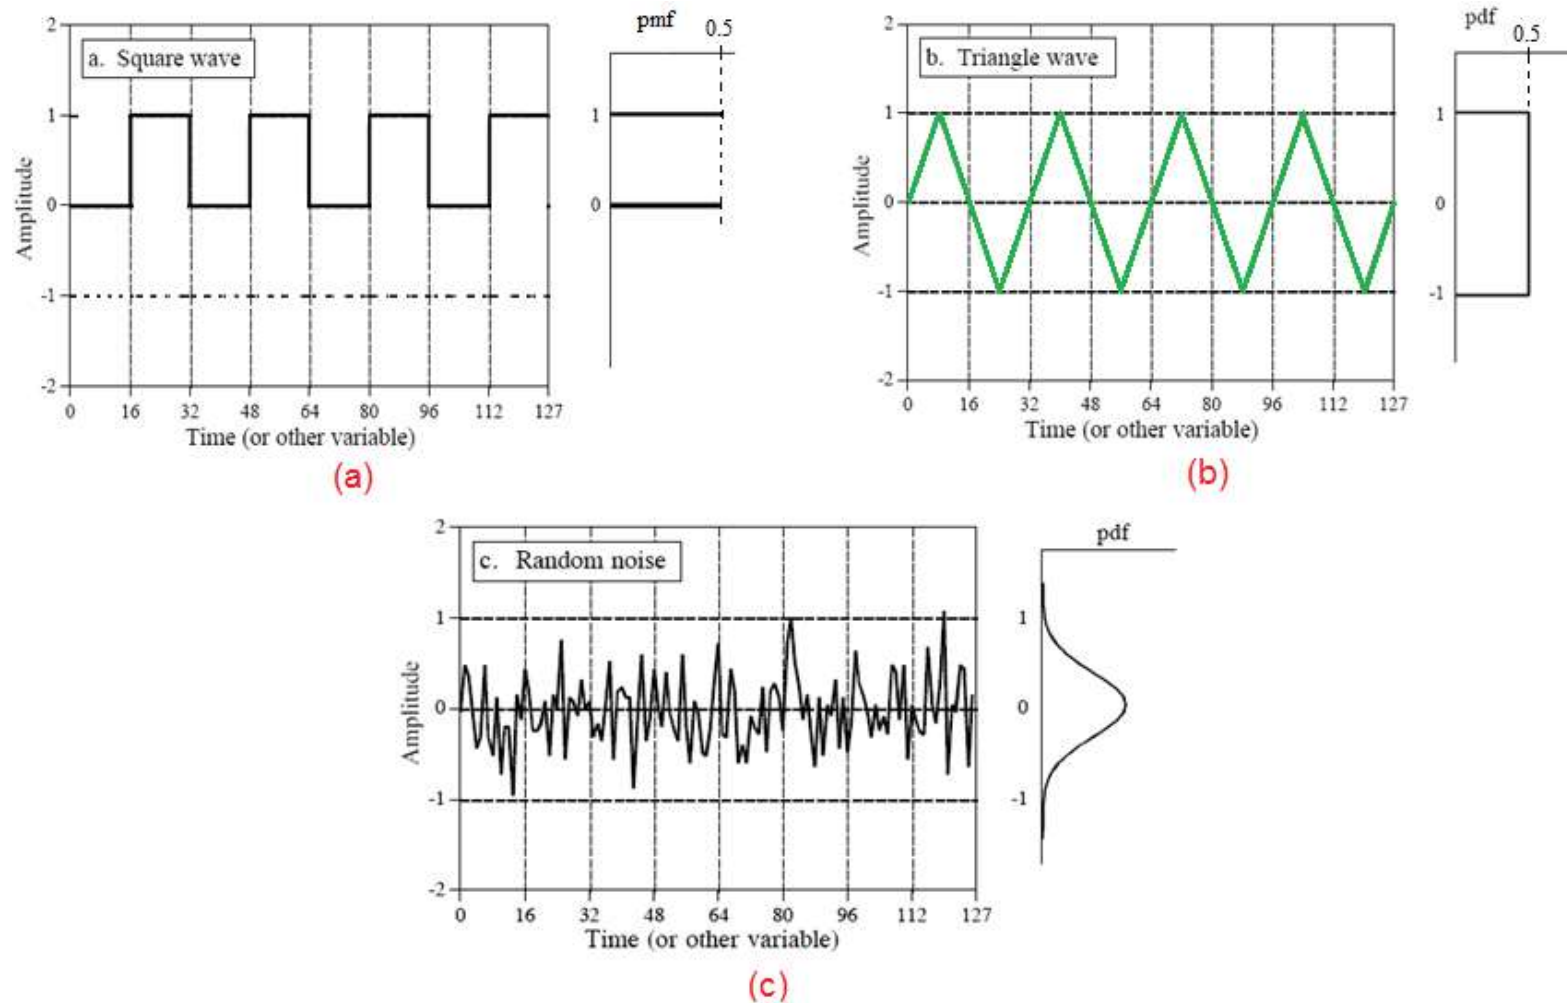 2
a. Square wave
1
0
-1
-2
Amplitude
0 16 32 48 64 80 96 112 127
Time (or other variable)
pmf
0.5
1
0
(a)
2
b. Triangle wave
1
0
-1
-2
Amplitude
0 16 32 48 64 80 96 112 127
Time (or other variable)
pdf
0.5
1
0
-1
(b)
2
c. Random noise
1
0
-1
-2
Amplitude
0 16 32 48 64 80 96 112 127
Time (or other variable)
pdf
1
0
-1
(c)